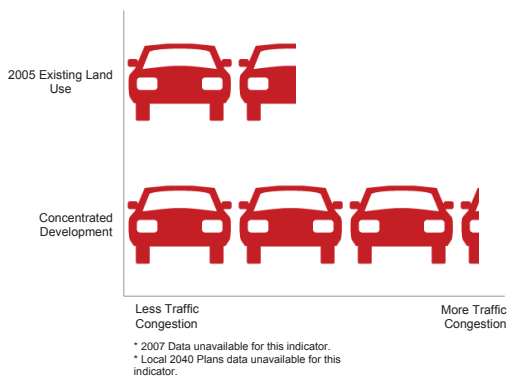 2005 Existing Land
Use
Concentrated
Development
Less Traffic
Congestion
More Traffic
Congestion
* 2007 Data unavailable for this indicator.
* Local 2040 Plans data unavailable for this
indicator.